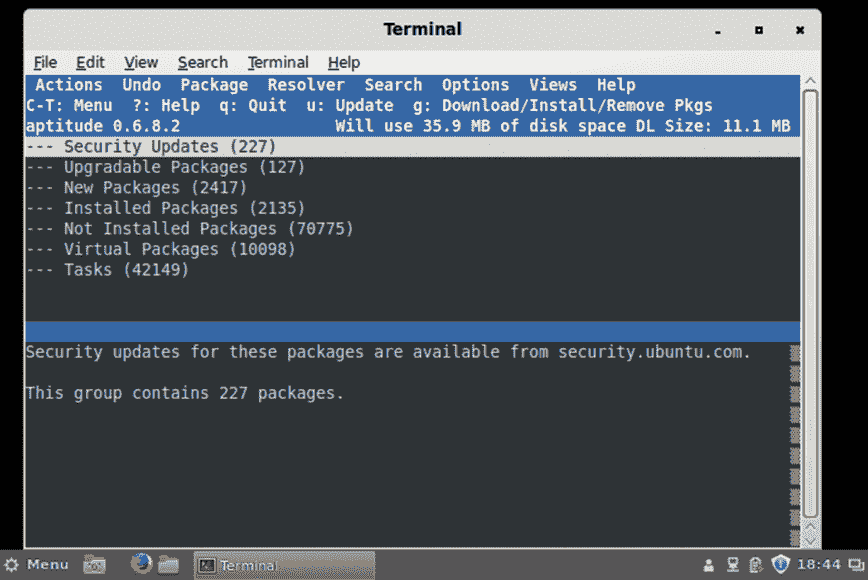 Terminal
File Edit View Search Terminal Help
Actions Undo Package Resolver Search Options Views Help
C-T: Menu ?: Help q: Quit u: Update g: Download/Install/Remove Pkgs
aptitude 0.6.8.2 Will use 35.9 MB of disk space DL Size: 11.1 MB
--- Security Updates (227)
--- Upgradable Packages (127)
--- New Packages (2417)
--- Installed Packages (2135)
--- Not Installed Packages (70775)
--- Virtual Packages (10098)
--- Tasks (42149)
Security updates for these packages are available from security.ubuntu.com.
This group contains 227 packages.
Menu Terminal 18:44